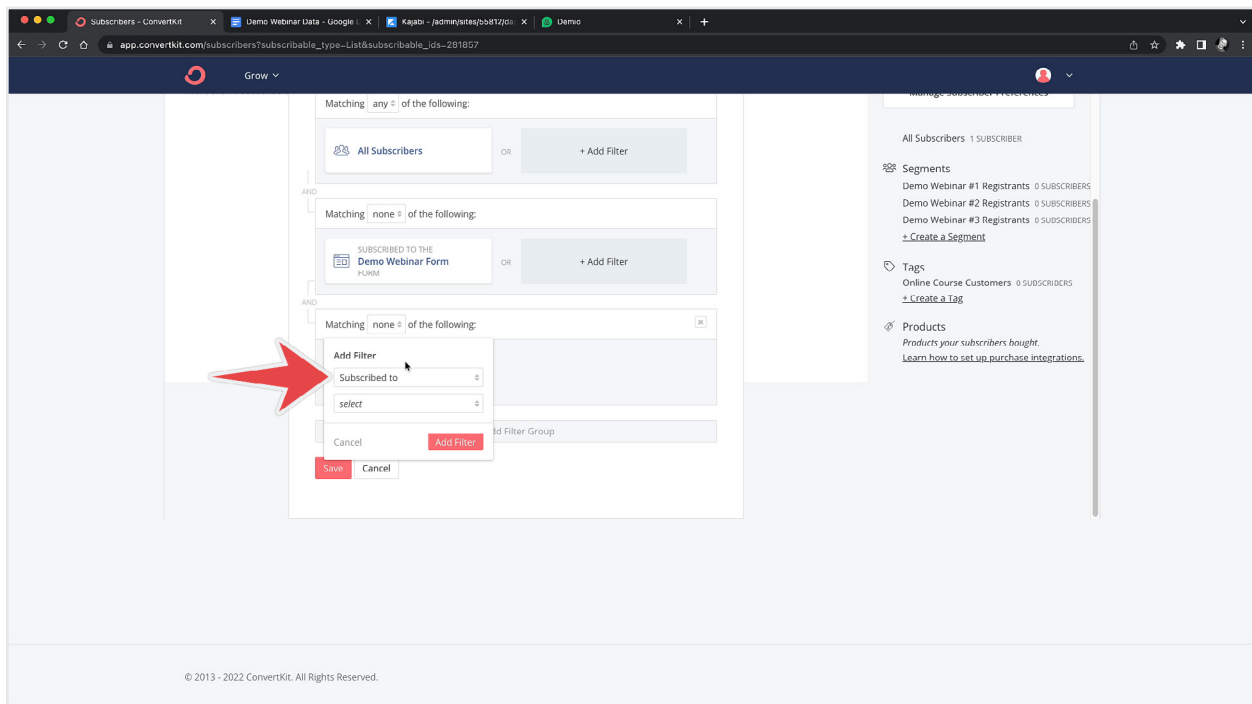 Subscribers - ConvertKit
Demo Webinar Data - Google
Kajabi - /admin/sites/55812/da
Demio
app.convertkit.com/subscribers?subscribable_type=List&subscribable_ids=281857
Grow
Matching any of the following:
All Subscribers
OR
+ Add Filter
AND
Matching none of the following:
SUBSCRIBED TO THE
Demo Webinar Form
FORM
OR
+ Add Filter
AND
Matching none of the following:
Add Filter
Subscribed to
select
Cancel
Add Filter
dd Filter Group
Save
Cancel
Manage Subscriber Preferences
All Subscribers 1 SUBSCRIBER
Segments
Demo Webinar #1 Registrants 0 SUBSCRIBERS
Demo Webinar #2 Registrants 0 SUBSCRIBERS
Demo Webinar #3 Registrants 0 SUBSCRIBERS
+ Create a Segment
Tags
Online Course Customers 0 SUBSCRIBERS
+ Create a Tag
Products
Products your subscribers bought.
Learn how to set up purchase integrations.
© 2013 - 2022 ConvertKit. All Rights Reserved.